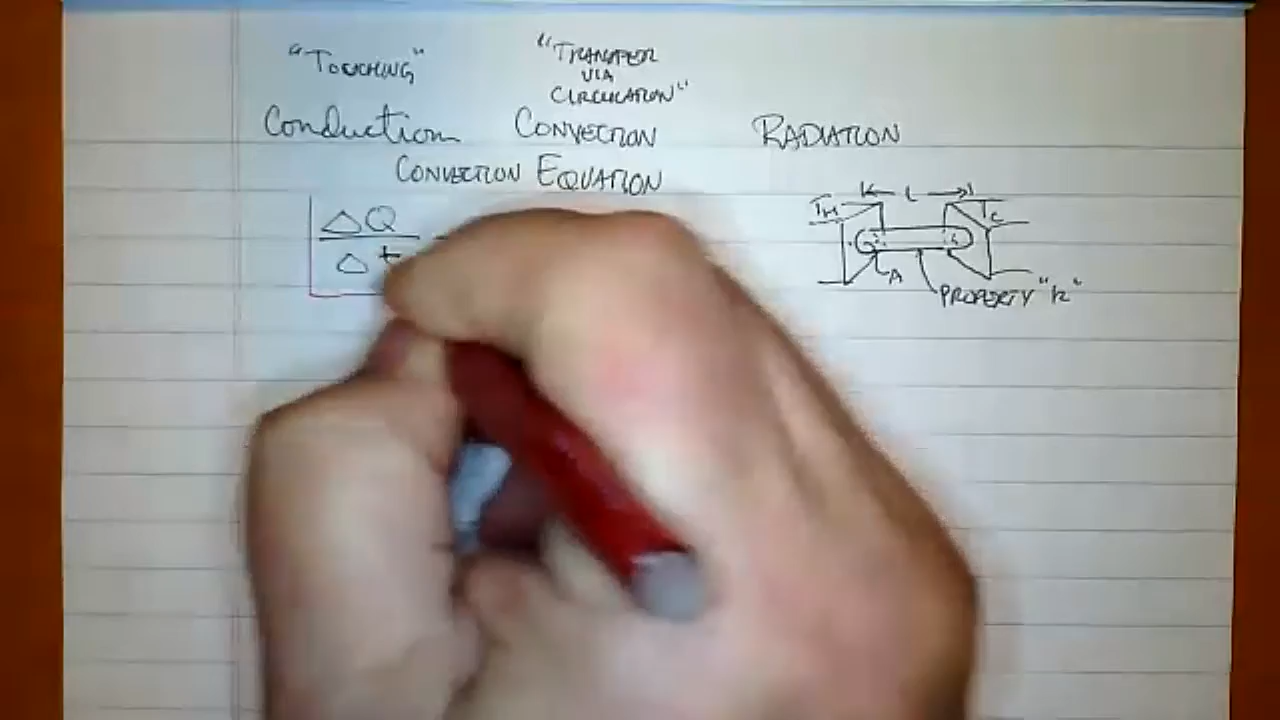 "TOUCHING"
"TRANSFER
VIA
CIRCULATION"
Conduction CONVECTION RADIATION
CONVECTION EQUATION
L
TH TC
ΔQ
Δt
A
PROPERTY "k"